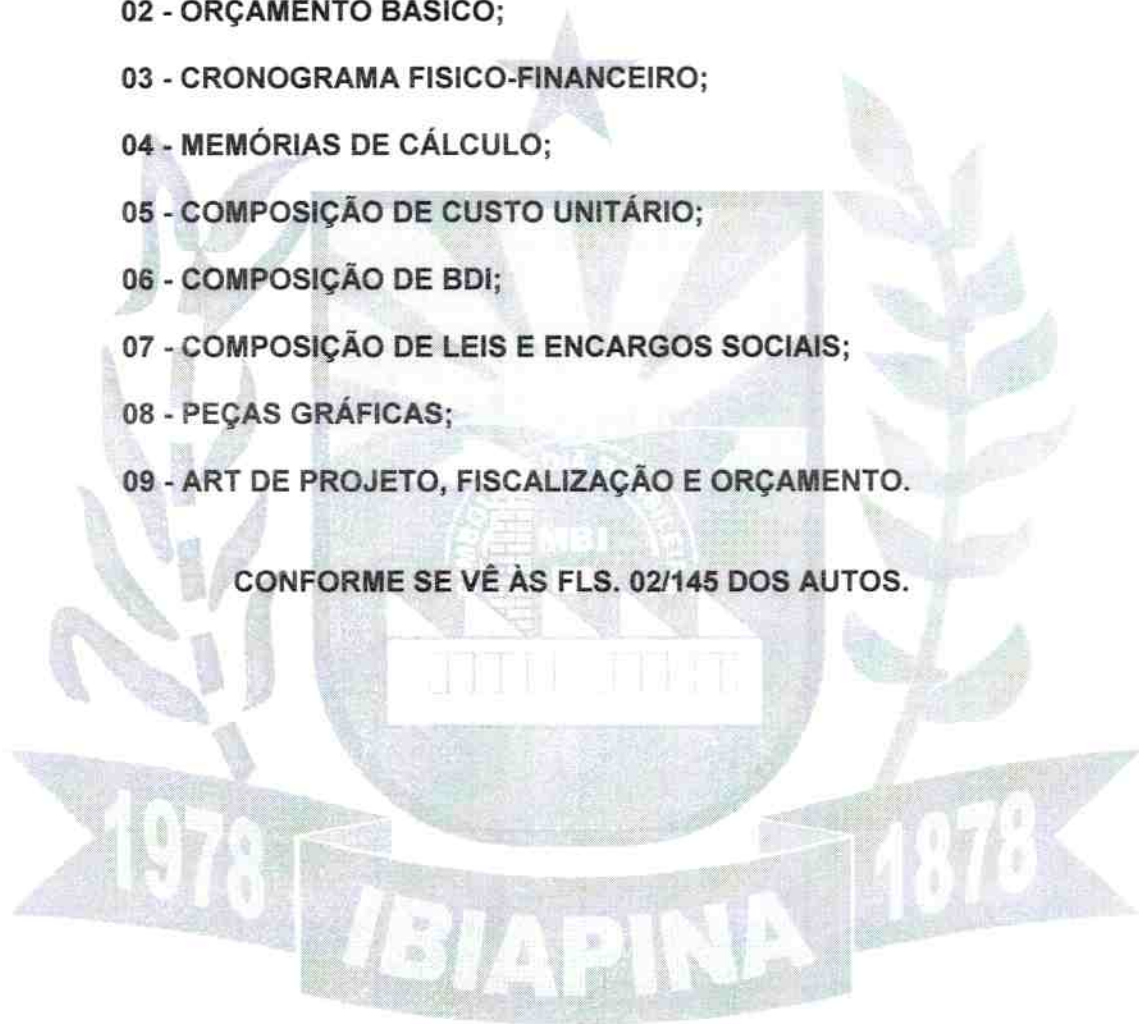 02 - ORÇAMENTO BÁSICO;
03 - CRONOGRAMA FISICO-FINANCEIRO;
04 - MEMÓRIAS DE CÁLCULO;
05 - COMPOSIÇÃO DE CUSTO UNITÁRIO;
06 - COMPOSIÇÃO DE BDI;
07 - COMPOSIÇÃO DE LEIS E ENCARGOS SOCIAIS;
08 - PEÇAS GRÁFICAS;
09 - ART DE PROJETO, FISCALIZAÇÃO E ORÇAMENTO.
MBI
CONFORME SE VÊ ÀS FLS. 02/145 DOS AUTOS.
1978
IBIAPINA
1878